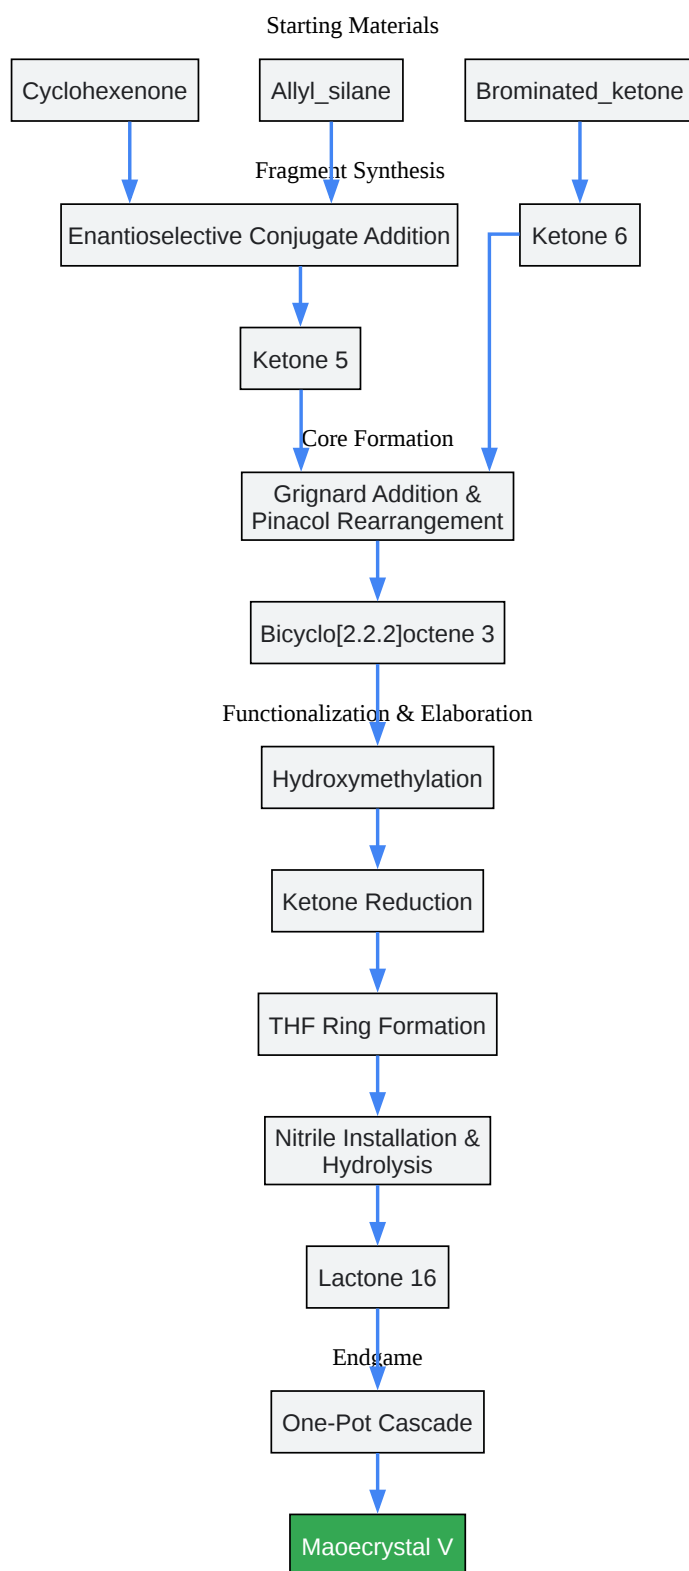 Starting Materials
Cyclohexenone
Allyl_silane
Brominated_ketone
Fragment Synthesis
Enantioselective Conjugate Addition
Ketone 6
Ketone 5
Core Formation
Grignard Addition &
Pinacol Rearrangement
Bicyclo[2.2.2]octene 3
Functionalization & Elaboration
Hydroxymethylation
Ketone Reduction
THF Ring Formation
Nitrile Installation &
Hydrolysis
Lactone 16
Endgame
One-Pot Cascade
Maoecrystal V